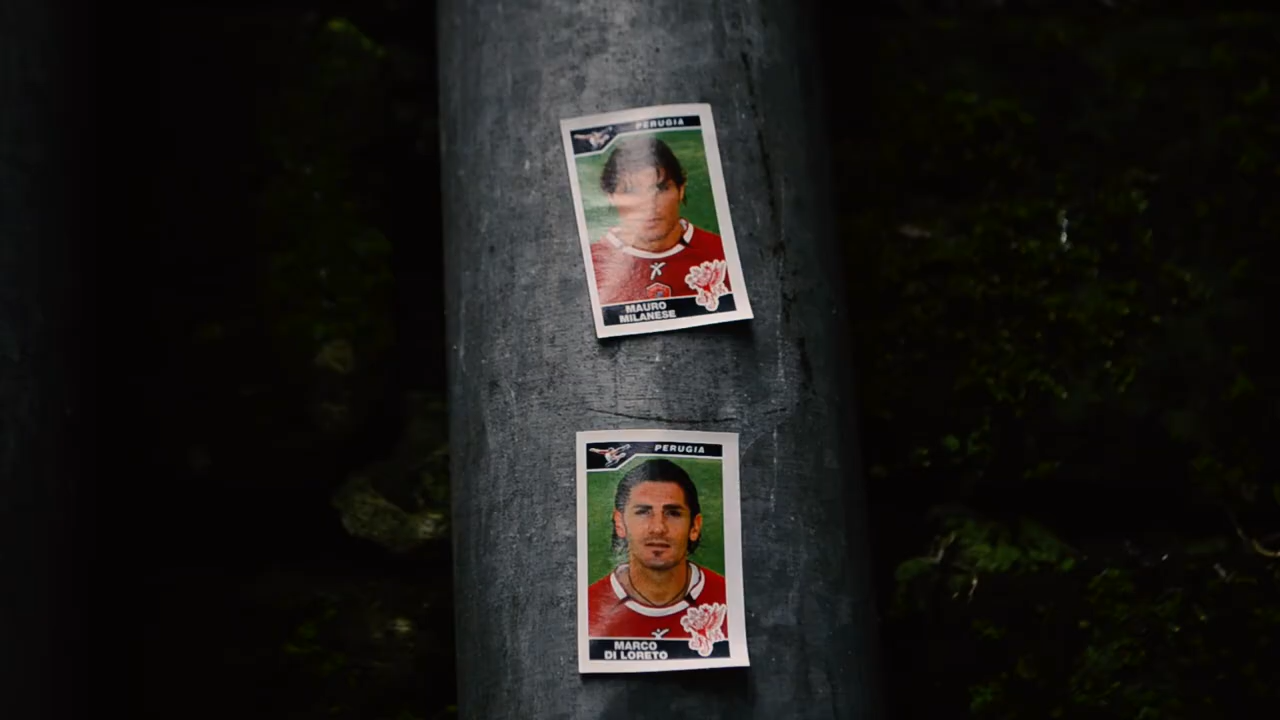 PERUGIA
MAURO
MILANESE
PERUGIA
MARCO
DI LORETO